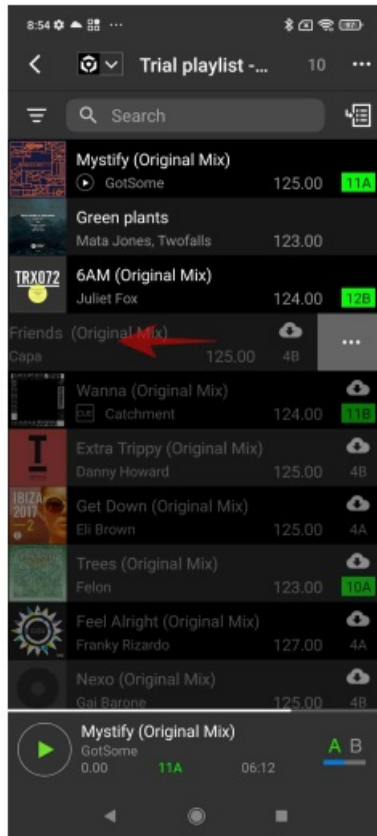 8:54 ... 97
Trial playlist -... 10 ...
Search
Mystify (Original Mix)
GotSome 125.00 11A
Green plants
Mata Jones, Twofalls 123.00
TRX072 6AM (Original Mix)
Juliet Fox 124.00 12B
Friends (Original Mix) ...
Capa 125.00 4B
Wanna (Original Mix)
CUE Catchment 124.00 11B
Extra Trippy (Original Mix)
Danny Howard 125.00 4B
IBIZA 2017 Get Down (Original Mix)
2 Eli Brown 125.00 4A
Trees (Original Mix)
Felon 123.00 10A
Feel Alright (Original Mix)
Franky Rizardo 127.00 4A
Nexo (Original Mix)
Gai Barone 125.00 4B
Mystify (Original Mix)
GotSome A B
0.00 11A 06:12